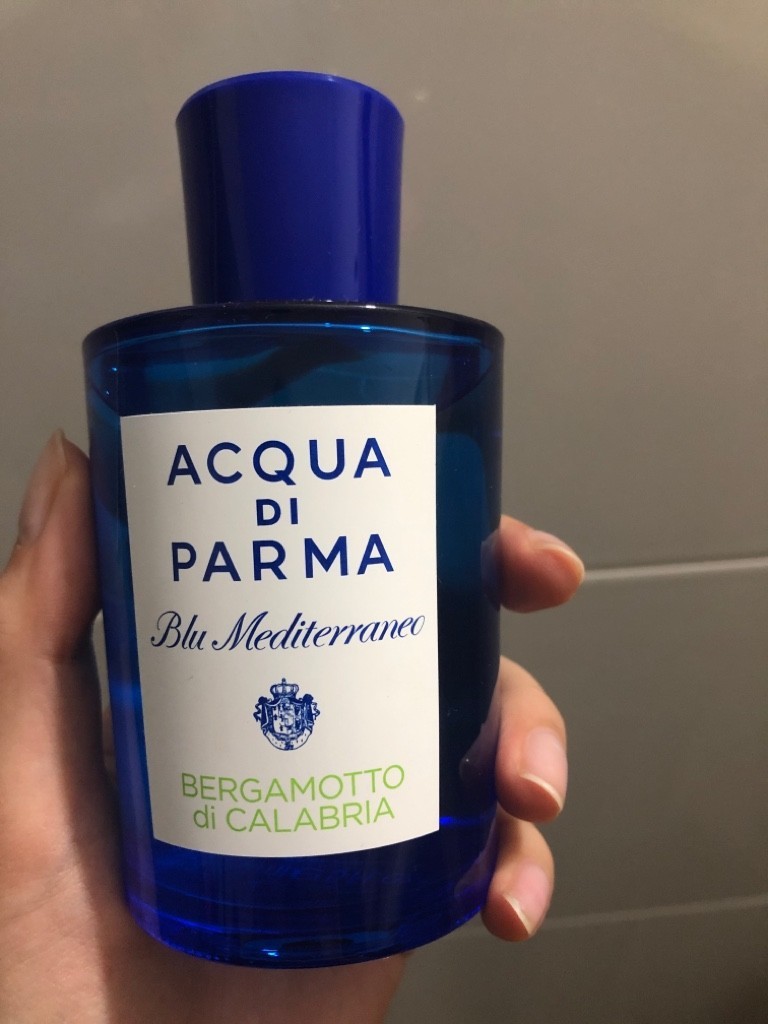 ACQUA
DI
PARMA
Blu Mediterraneo
BERGAMOTTO
di CALABRIA